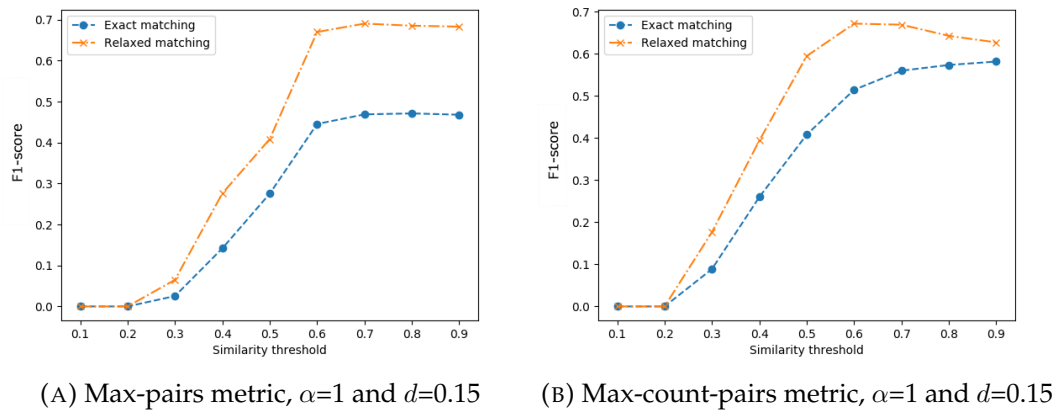 Exact matching
Relaxed matching
F1-score
0.7
0.6
0.5
0.4
0.3
0.2
0.1
0.0
0.1 0.2 0.3 0.4 0.5 0.6 0.7 0.8 0.9
Similarity threshold
(A) Max-pairs metric, α=1 and d=0.15
Exact matching
Relaxed matching
F1-score
0.7
0.6
0.5
0.4
0.3
0.2
0.1
0.0
0.1 0.2 0.3 0.4 0.5 0.6 0.7 0.8 0.9
Similarity threshold
(B) Max-count-pairs metric, α=1 and d=0.15